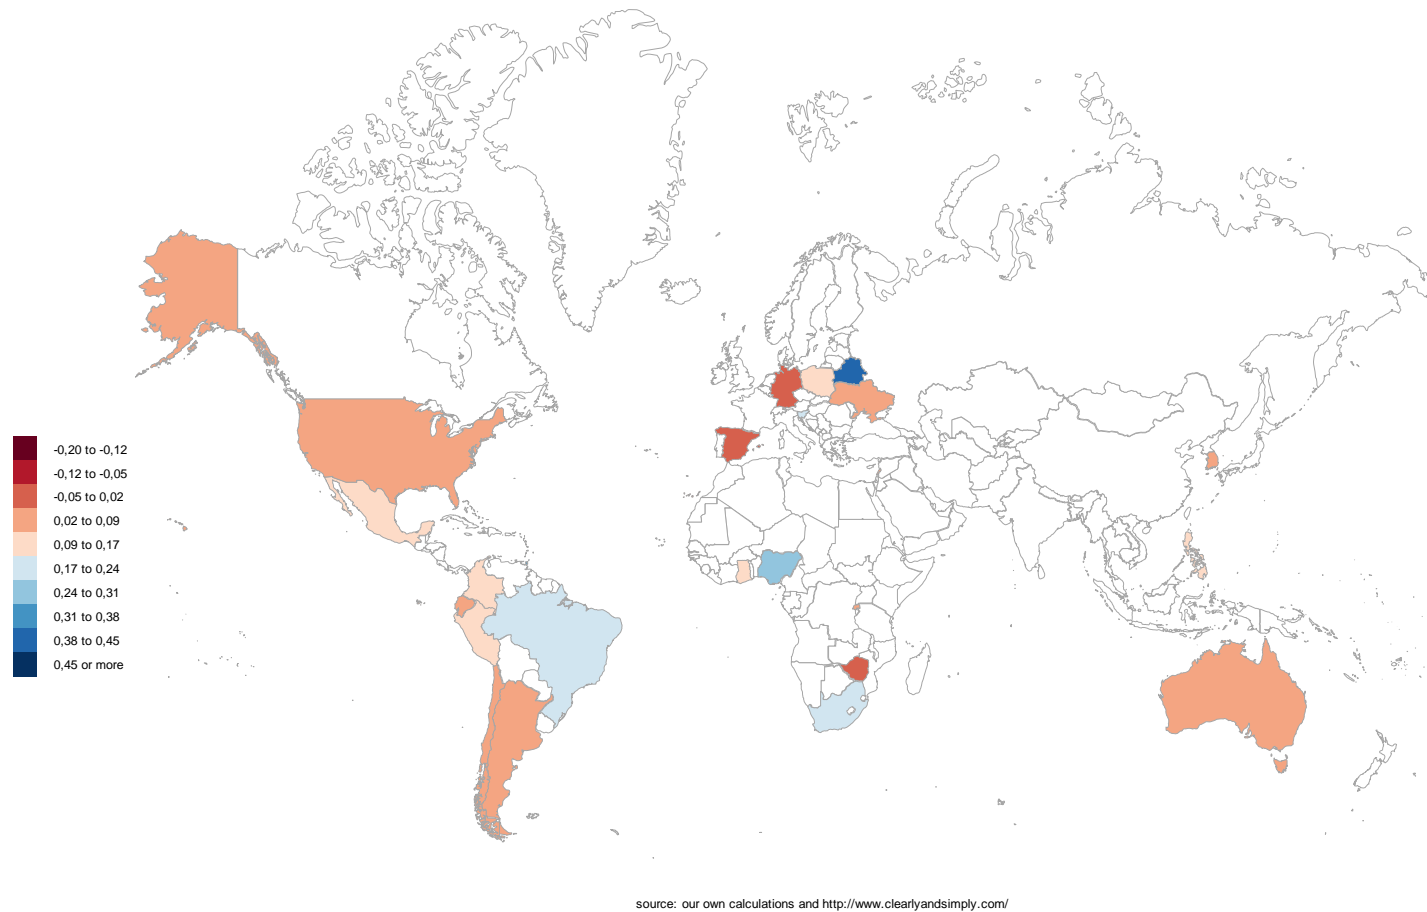 -0,20 to -0,12
-0,12 to -0,05
-0,05 to 0,02
0,02 to 0,09
0,09 to 0,17
0,17 to 0,24
0,24 to 0,31
0,31 to 0,38
0,38 to 0,45
0,45 or more
source: our own calculations and http://www.clearlyandsimply.com/